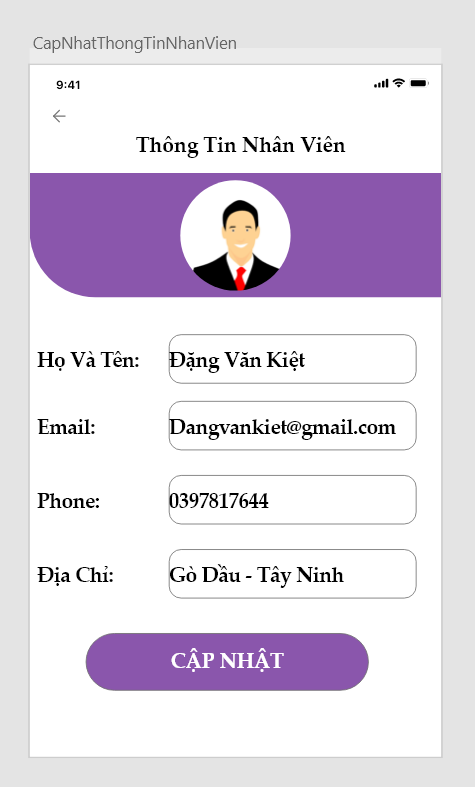 CapNhatThongTinNhanVien
9:41
Thông Tin Nhân Viên
Họ Và Tên: Đặng Văn Kiệt
Email: Dangvankiet@gmail.com
Phone: 0397817644
Địa Chỉ: Gò Dầu - Tây Ninh
CẬP NHẬT